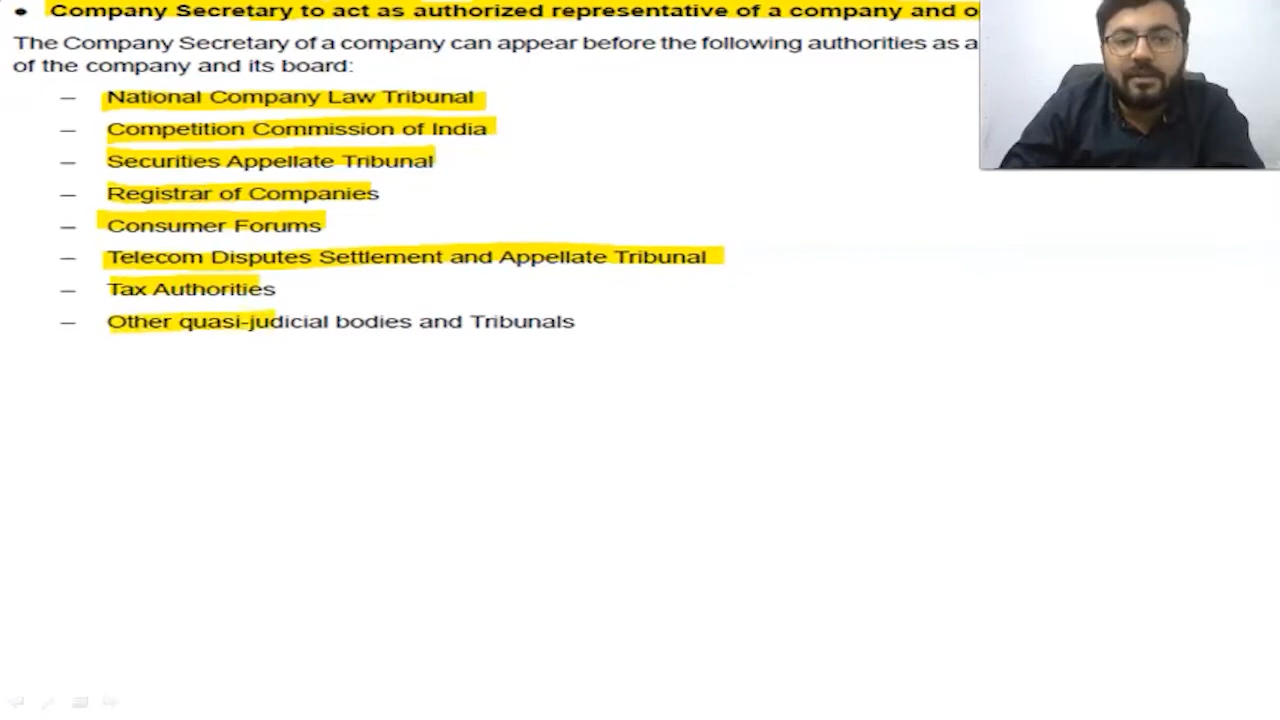 ● Company Secretary to act as authorized representative of a company and
The Company Secretary of a company can appear before the following authorities as a
of the company and its board:
– National Company Law Tribunal
– Competition Commission of India
– Securities Appellate Tribunal
– Registrar of Companies
– Consumer Forums
– Telecom Disputes Settlement and Appellate Tribunal
– Tax Authorities
– Other quasi-judicial bodies and Tribunals